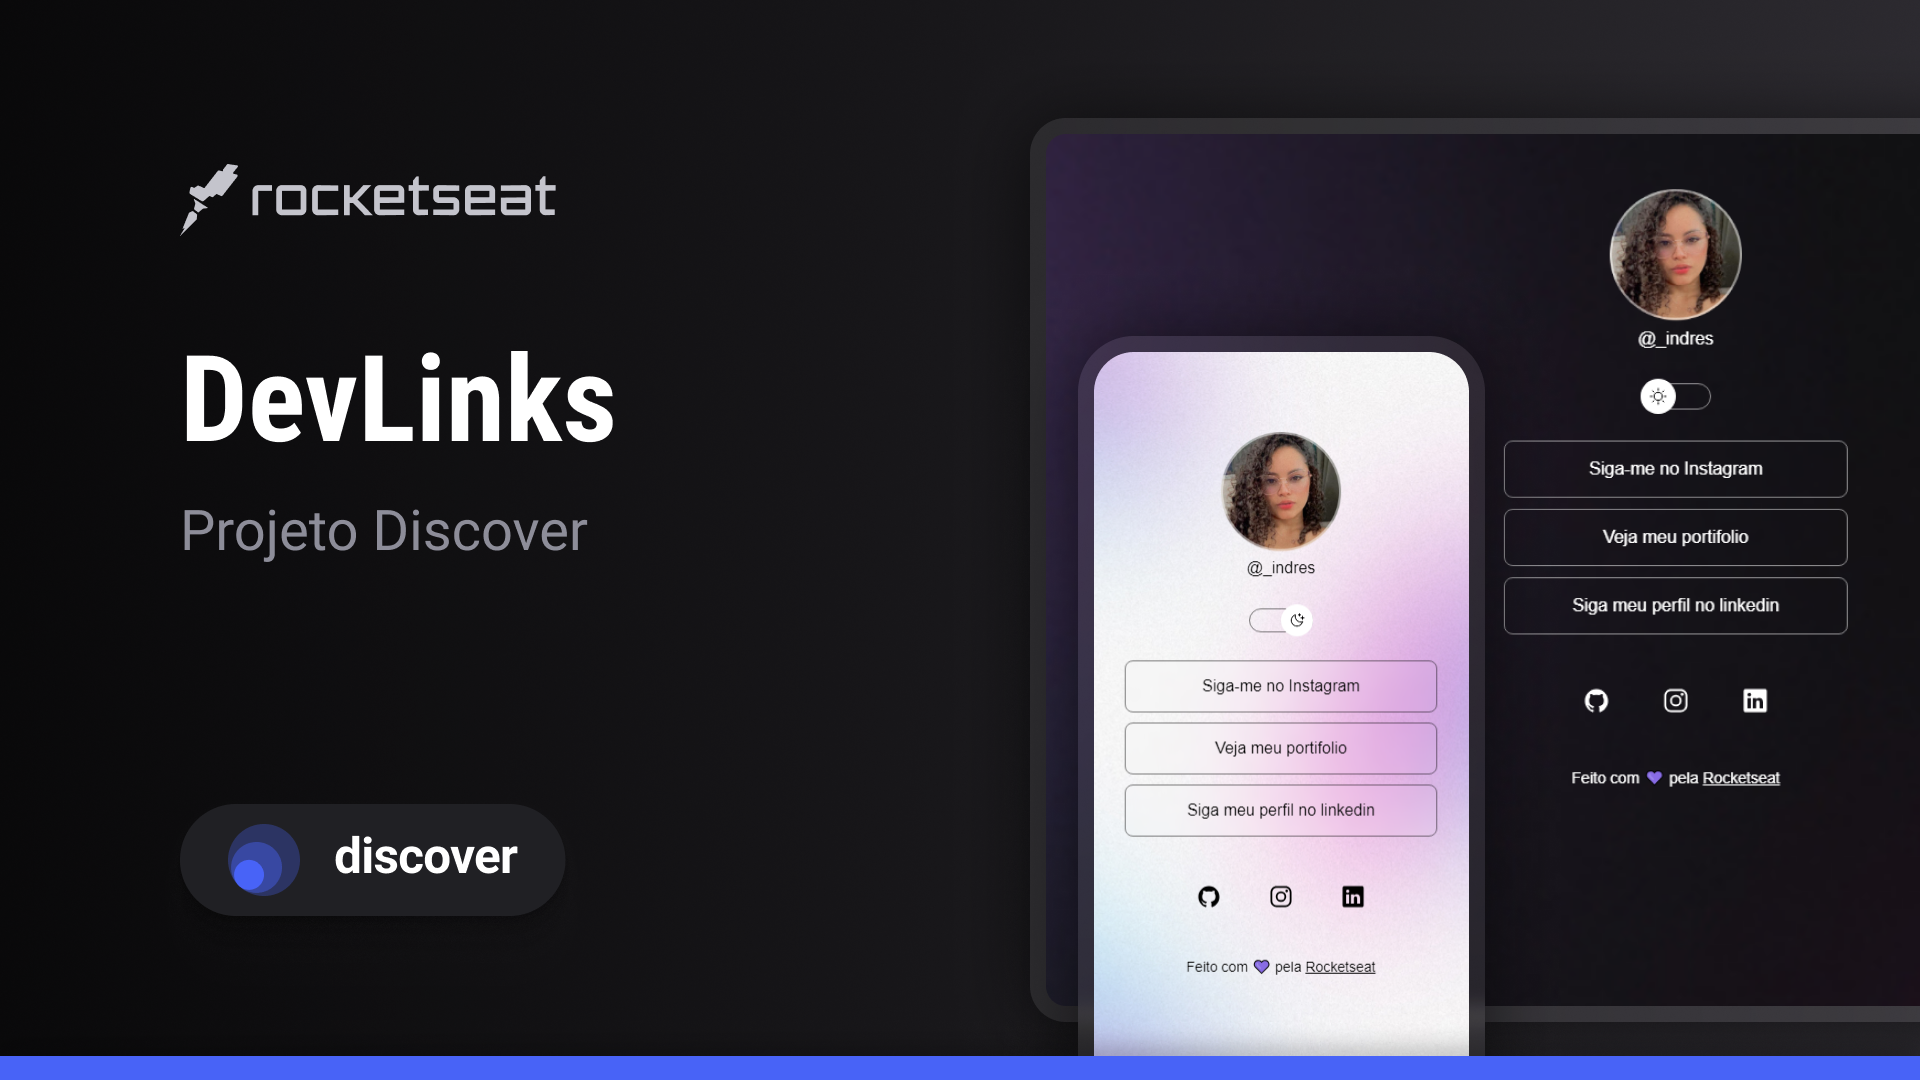 rocketseat
DevLinks
Projeto Discover
discover
@_indres
Siga-me no Instagram
Veja meu portifolio
Siga meu perfil no linkedin
Feito com 💜 pela Rocketseat
@_indres
Siga-me no Instagram
Veja meu portifolio
Siga meu perfil no linkedin
Feito com 💜 pela Rocketseat